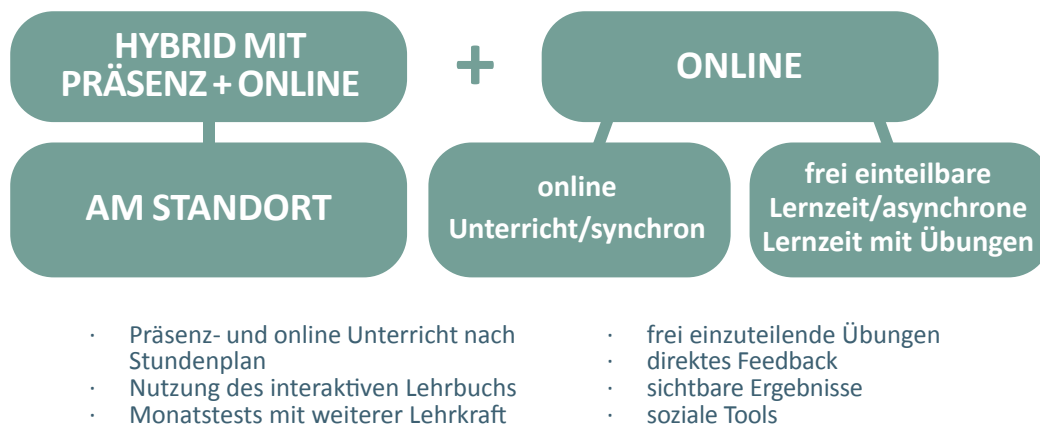 HYBRID MIT
PRÄSENZ + ONLINE
+
ONLINE
AM STANDORT
online
Unterricht/synchron
frei einteilbare
Lernzeit/asynchrone
Lernzeit mit Übungen
· Präsenz- und online Unterricht nach
Stundenplan
· Nutzung des interaktiven Lehrbuchs
· Monatstests mit weiterer Lehrkraft
· frei einzuteilende Übungen
· direktes Feedback
· sichtbare Ergebnisse
· soziale Tools